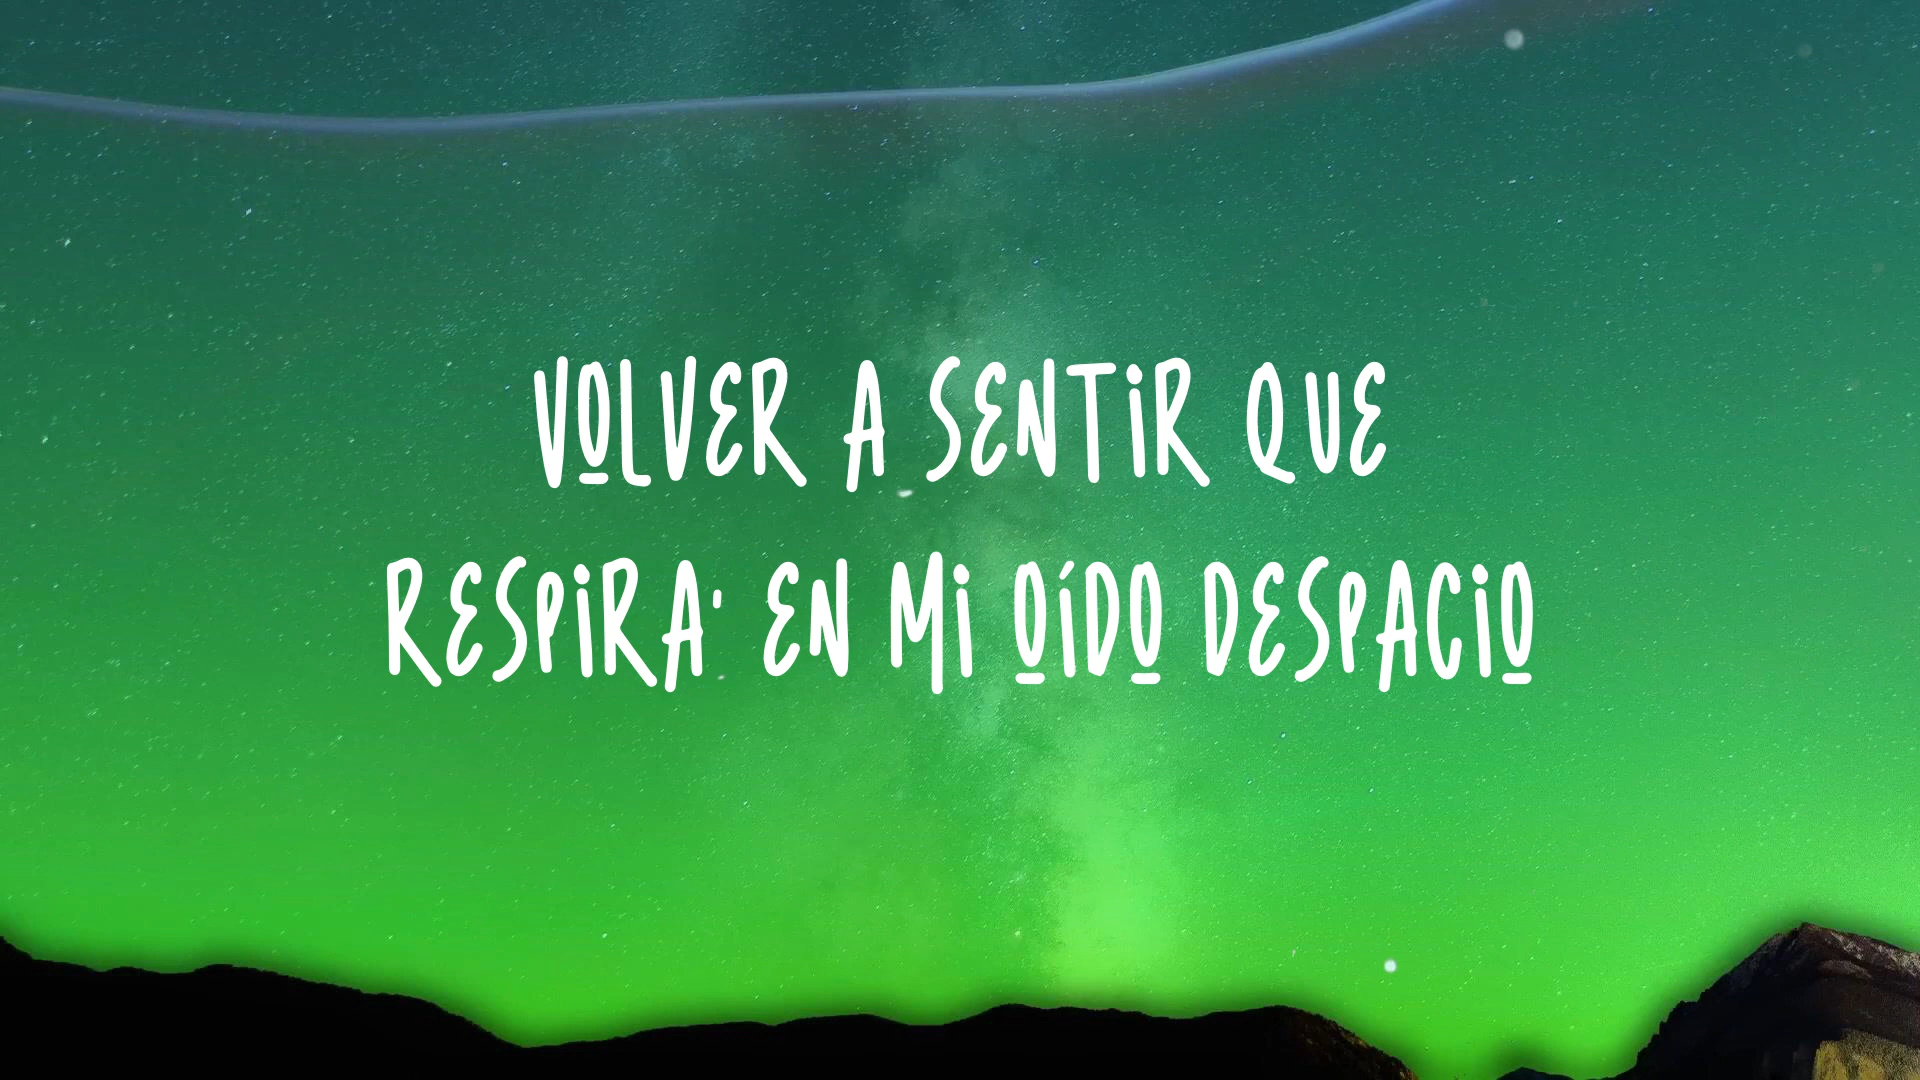 VOLVER A SENTIR QUE
RESPIRA' EN MI OÍDO DESPACIO